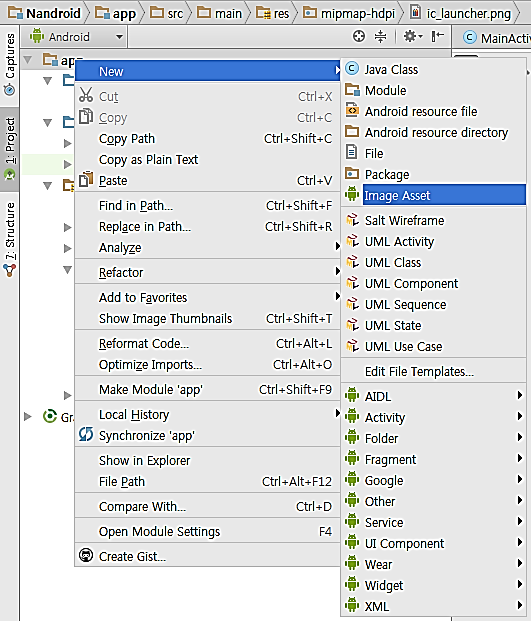 Nandroid app src main res mipmap-hdpi ic_launcher.png
Android
MainActiv
Captures
1: Project
7: Structure
app
Gra
New
Cut Ctrl+X
Copy Ctrl+C
Copy Path Ctrl+Shift+C
Copy as Plain Text
Paste Ctrl+V
Find in Path... Ctrl+Shift+F
Replace in Path... Ctrl+Shift+R
Analyze
Refactor
Add to Favorites
Show Image Thumbnails Ctrl+Shift+T
Reformat Code... Ctrl+Alt+L
Optimize Imports... Ctrl+Alt+O
Make Module 'app' Ctrl+Shift+F9
Local History
Synchronize 'app'
Show in Explorer
File Path Ctrl+Alt+F12
Compare With... Ctrl+D
Open Module Settings F4
Create Gist...
Java Class
Module
Android resource file
Android resource directory
File
Package
Image Asset
Salt Wireframe
UML Activity
UML Class
UML Component
UML Sequence
UML State
UML Use Case
Edit File Templates...
AIDL
Activity
Folder
Fragment
Google
Other
Service
UI Component
Wear
Widget
XML